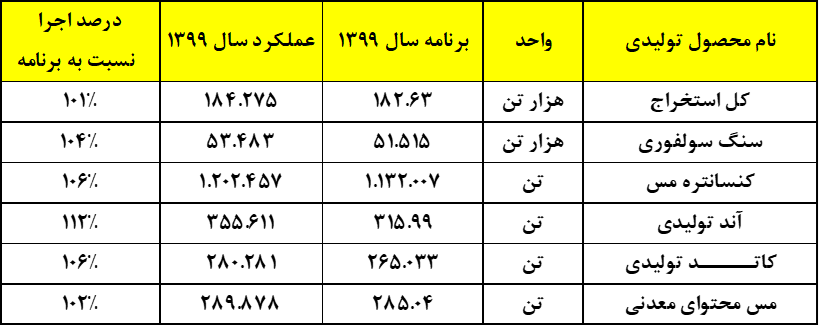 نام محصول تولیدی واحد برنامه سال ۱۳۹۹ عملکرد سال ۱۳۹۹ درصد اجرا
نسبت به برنامه
کل استخراج هزار تن ۱۸۲.۶۳ ۱۸۴.۲۷۵ ۱۰۱٪
سنگ سولفوری هزار تن ۵۱.۵۱۵ ۵۳.۴۸۳ ۱۰۴٪
کنسانتره مس تن ۱.۱۳۲.۰۰۷ ۱.۲۰۲.۴۵۷ ۱۰۶٪
آند تولیدی تن ۳۱۵.۹۹ ۳۵۵.۶۱۱ ۱۱۳٪
کاتـــــــد تولیدی تن ۲۶۵.۰۳۳ ۲۸۰.۲۸۱ ۱۰۶٪
مس محتوای معدنی تن ۲۸۵.۰۴ ۲۸۹.۸۷۸ ۱۰۲٪